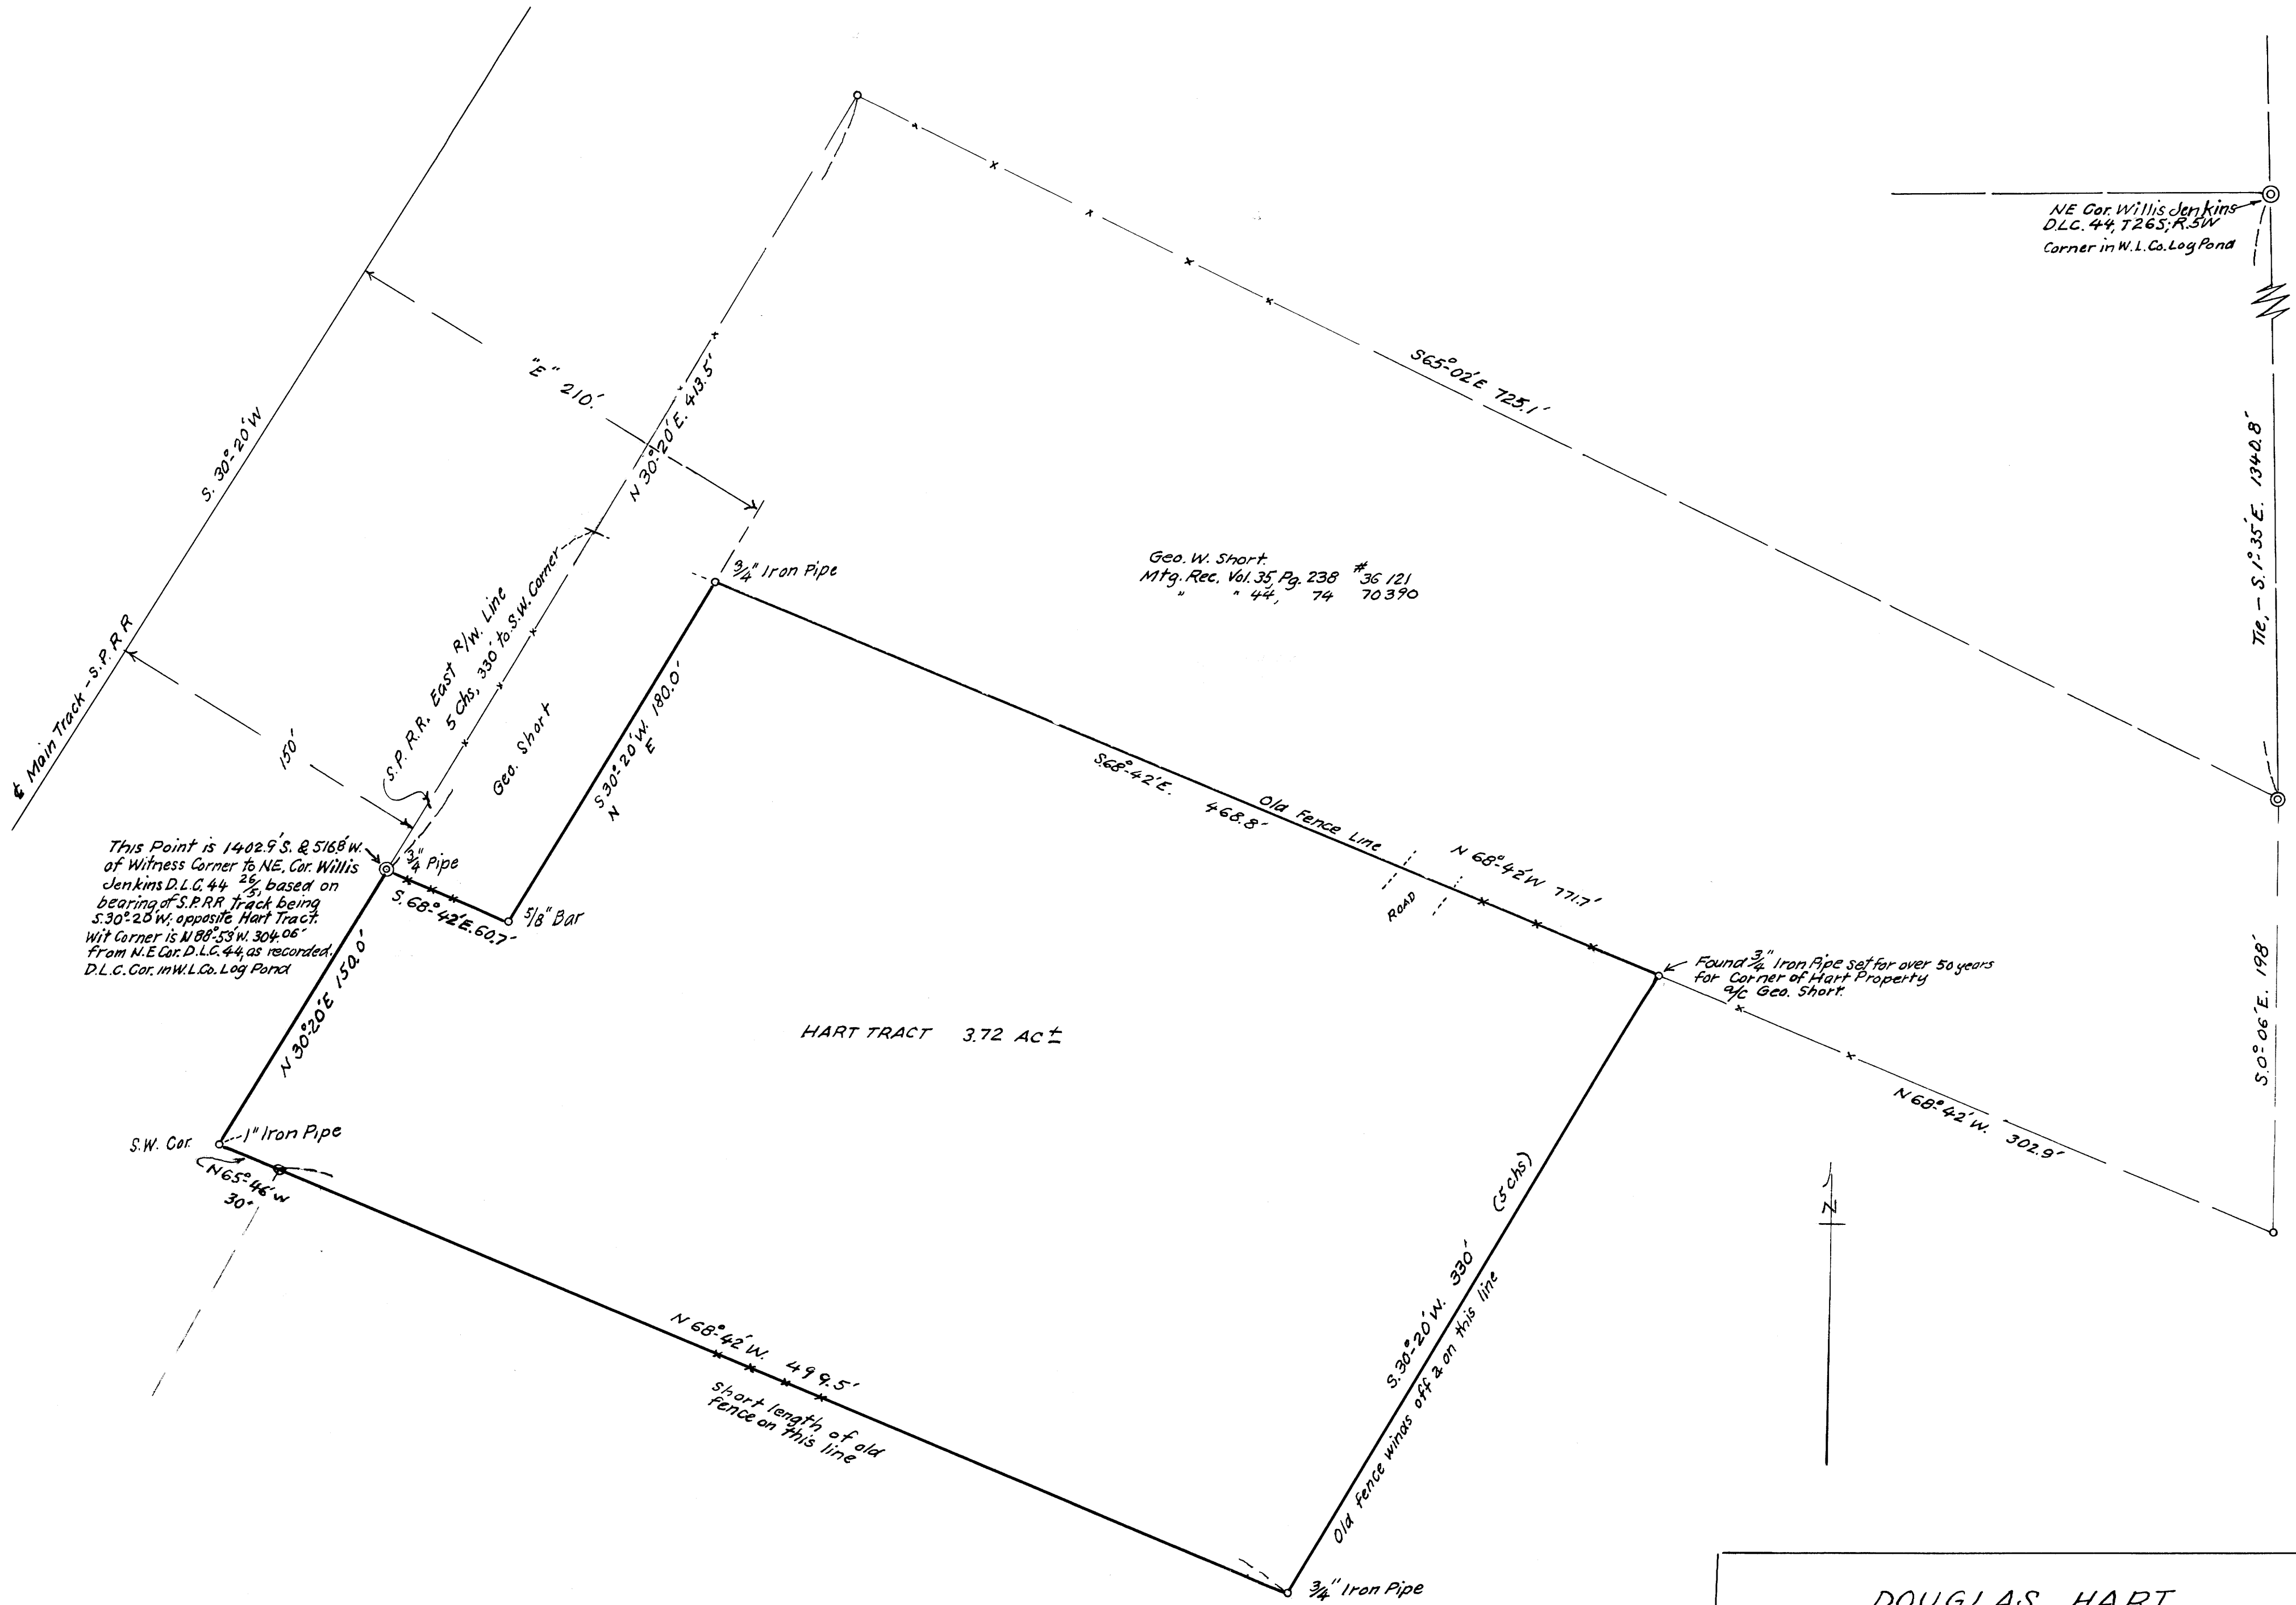 NE Cor. Willis Jenkins
D.L.C. 44, T26S; R.5W
Corner in W.L.Co. Log Pond
"E" 210.'
N 30°-20' E. 413.5'
S65°-02'E 725.1'
S. 30°-20' W
Tie, - S. 1°-35' E. 1340.8'
Geo. W. Short.
Mtg. Rec. Vol. 35, Pg. 238 # 36 121
" " 44, 74 70390
3/4" Iron Pipe
S.P. R.R. East R/W. Line
5 Chs, 330' to S.W. Corner
Geo. Short
S 30°-20' W. 180.0'
N E
℄ Main Track - S.P.R R
150'
S.68°-42' E.
468.8'
Old Fence Line
ROAD
N 68°-42' W 771.7'
This Point is 1402.9' S. & 516.8' W.
of Witness Corner to NE. Cor. Willis
Jenkins D.L.C. 44 26/5, based on
bearing of S.P.RR. track being
S.30°-20' W. opposite Hart Tract.
Wit Corner is N 88°-53' W. 304.06'
from N.E Cor. D.L.C. 44, as recorded.
D.L.C. Cor. in W.L.Co. Log Pond
3/4" Pipe
S. 68°-42' E. 60.7'
5/8" Bar
Found 3/4" Iron Pipe set for over 50 years
for Corner of Hart Property
a/c Geo. Short.
N 30°-20' E 150.0'
HART TRACT 3.72 AC ±
S. 0°-06' E. 198'
N 68°-42' W. 302.9'
S.W. Cor.
1" Iron Pipe
N 65°-46' W
30'
N
(5 chs)
S. 30°-20' W. 330'
Old fence winds off & on this line
N 68°-42' W. 499.5'
Short length of old
fence on this line
3/4" Iron Pipe
DOUGLAS HART